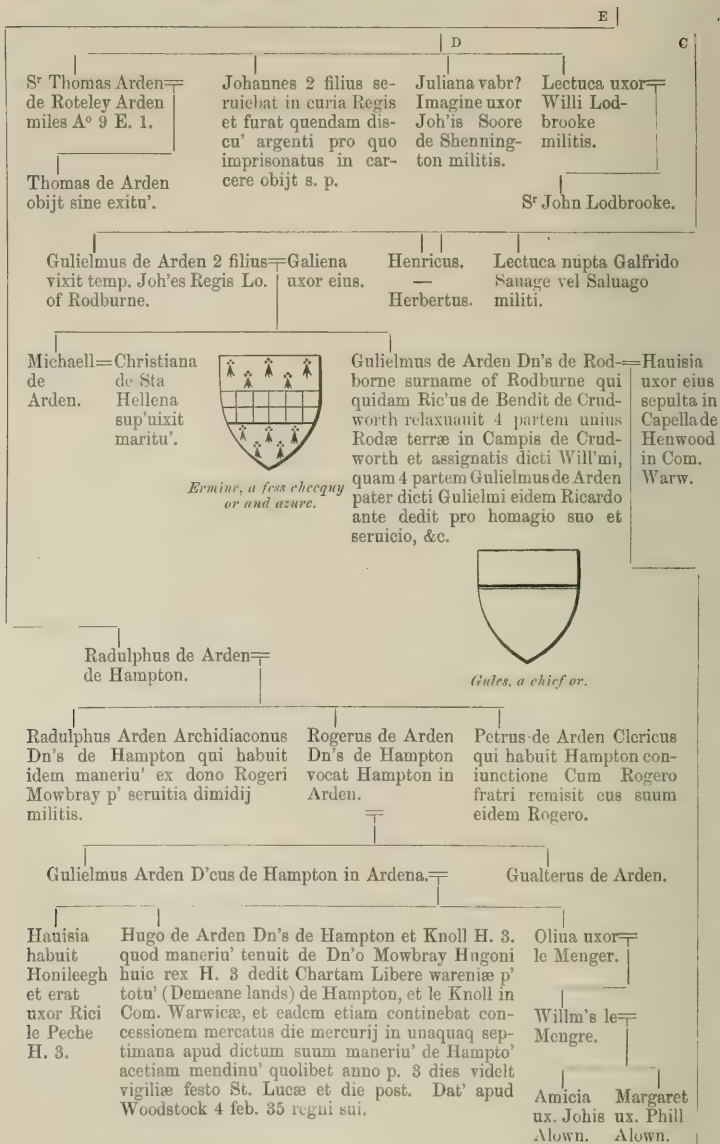 E
D
C
Sr Thomas Arden
de Roteley Arden
miles Ao 9 E. 1.
Johannes 2 filius se-
ruiebat in curia Regis
et furat quendam dis-
cu' argenti pro quo
imprisonatus in car-
cere obijt s. p.
Juliana vabr?
Imagine uxor
Joh'is Soore
de Shenning-
ton militis.
Lectuca uxor
Willi Lod-
brooke
militis.
Thomas de Arden
obijt sine exitu'.
Sr John Lodbrooke.
Gulielmus de Arden 2 filius
vixit temp. Joh'es Regis Lo.
of Rodburne.
Galiena
uxor eius.
Henricus.
—
Herbertus.
Lectuca nupta Galfrido
Sauage vel Saluago
militi.
Michaell
de
Arden.
Christiana
de Sta
Hellena
sup'uixit
maritu'.
Ermine, a fess checquy
or and azure.
Gulielmus de Arden Dn's de Rod-
borne surname of Rodburne qui
quidam Ric'us de Bendit de Crud-
worth relaxauit 4 partem unius
Rodæ terræ in Campis de Crud-
worth et assignatis dicti Will'mi,
quam 4 partem Gulielmus de Arden
pater dicti Gulielmi eidem Ricardo
ante dedit pro homagio suo et
seruicio, &c.
Hauisia
uxor eius
sepulta in
Capella de
Henwood
in Com.
Warw.
Gules, a chief or.
Radulphus de Arden
de Hampton.
Radulphus Arden Archidiaconus
Dn's de Hampton qui habuit
idem maneriu' ex dono Rogeri
Mowbray p' seruitia dimidij
militis.
Rogerus de Arden
Dn's de Hampton
vocat Hampton in
Arden.
Petrus de Arden Clericus
qui habuit Hampton con-
iunctione Cum Rogero
fratri remisit eus suum
eidem Rogero.
Gulielmus Arden D'cus de Hampton in Ardena.
Gualterus de Arden.
Hauisia
habuit
Honileegh
et erat
uxor Rici
le Peche
H. 3.
Hugo de Arden Dn's de Hampton et Knoll H. 3.
quod maneriu' tenuit de Dn'o Mowbray Hugoni
huic rex H. 3 dedit Chartam Libere wareniæ p'
totu' (Demeane lands) de Hampton, et le Knoll in
Com. Warwicæ, et eadem etiam continebat con-
cessionem mercatus die mercurij in unaquaq sep-
timana apud dictum suum maneriu' de Hampto'
acetiam mendinu' quolibet anno p. 3 dies videlt
vigiliæ festo St. Lucæ et die post. Dat' apud
Woodstock 4 feb. 35 regni sui.
Oliua uxor
le Menger.
Willm's le
Mengre.
Amicia
ux. Johis
Alown.
Margaret
ux. Phill
Alown.